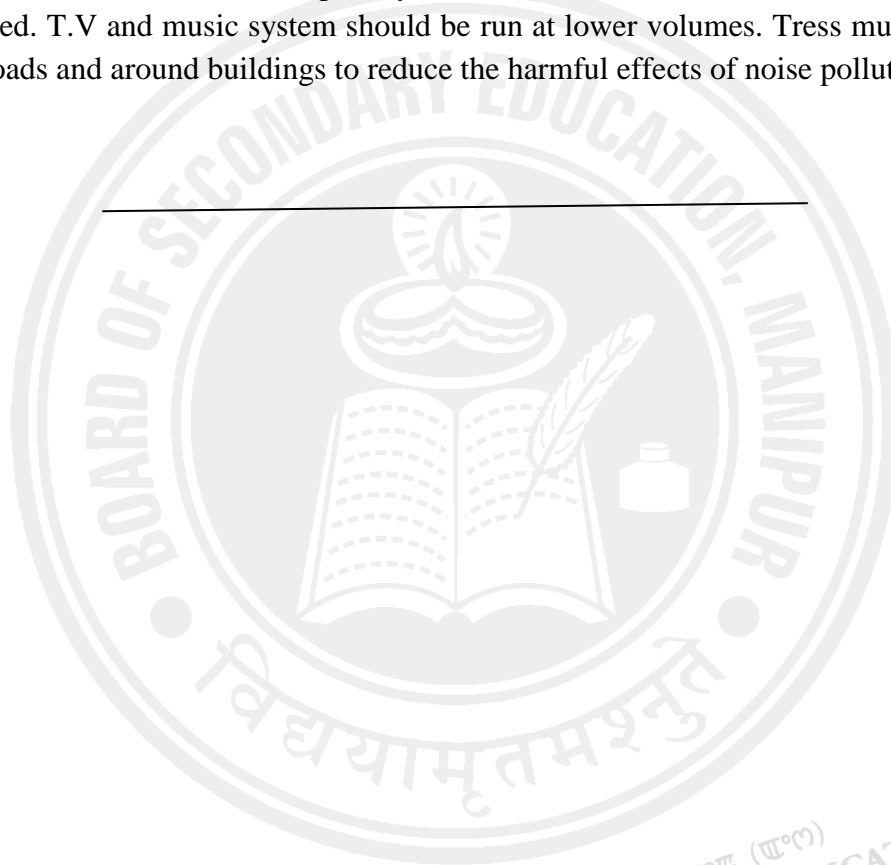 ed. T.V and music system should be run at lower volumes. Tress mu
oads and around buildings to reduce the harmful effects of noise pollut
BOARD OF SECONDARY EDUCATION, MANIPUR
विद्ययामृतमश्नुते